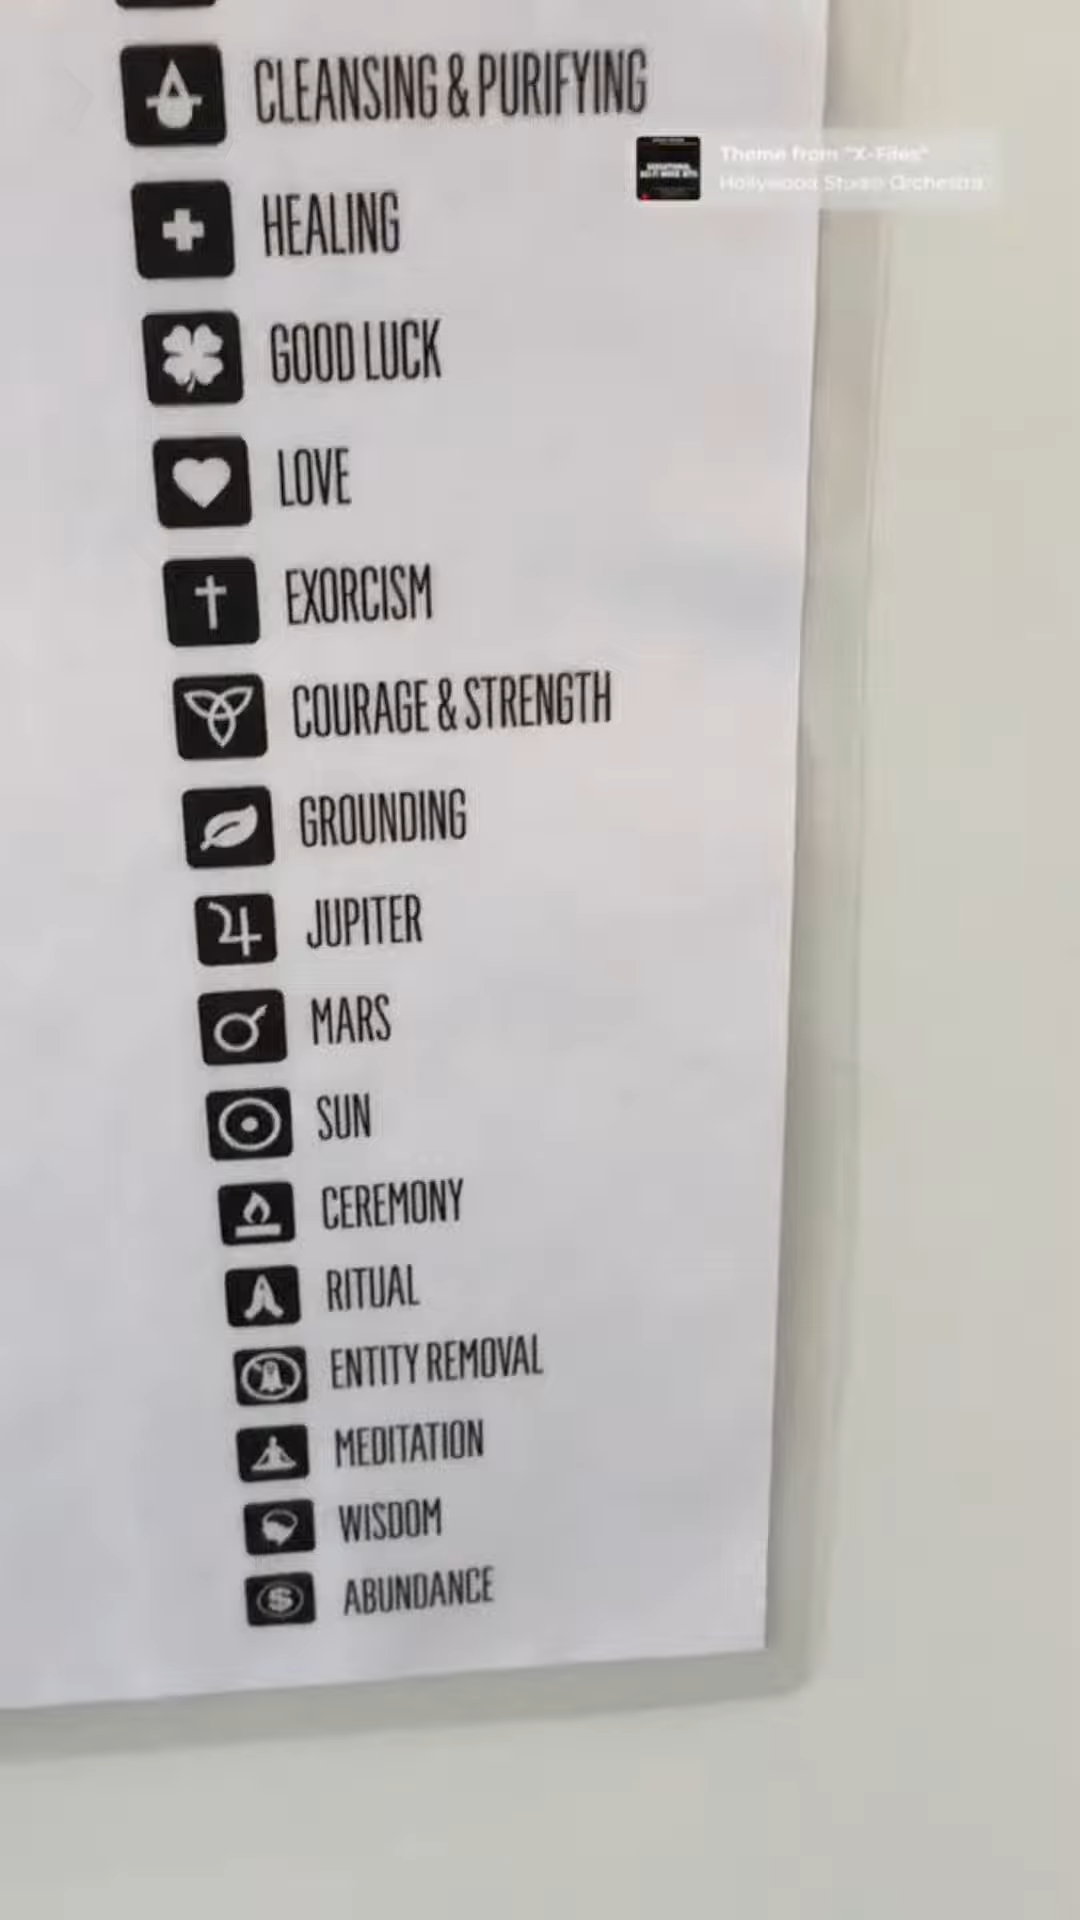 CLEANSING & PURIFYING
Theme from "X-Files"
Hollywood Studio Orchestra
HEALING
GOOD LUCK
LOVE
EXORCISM
COURAGE & STRENGTH
GROUNDING
JUPITER
MARS
SUN
CEREMONY
RITUAL
ENTITY REMOVAL
MEDITATION
WISDOM
ABUNDANCE